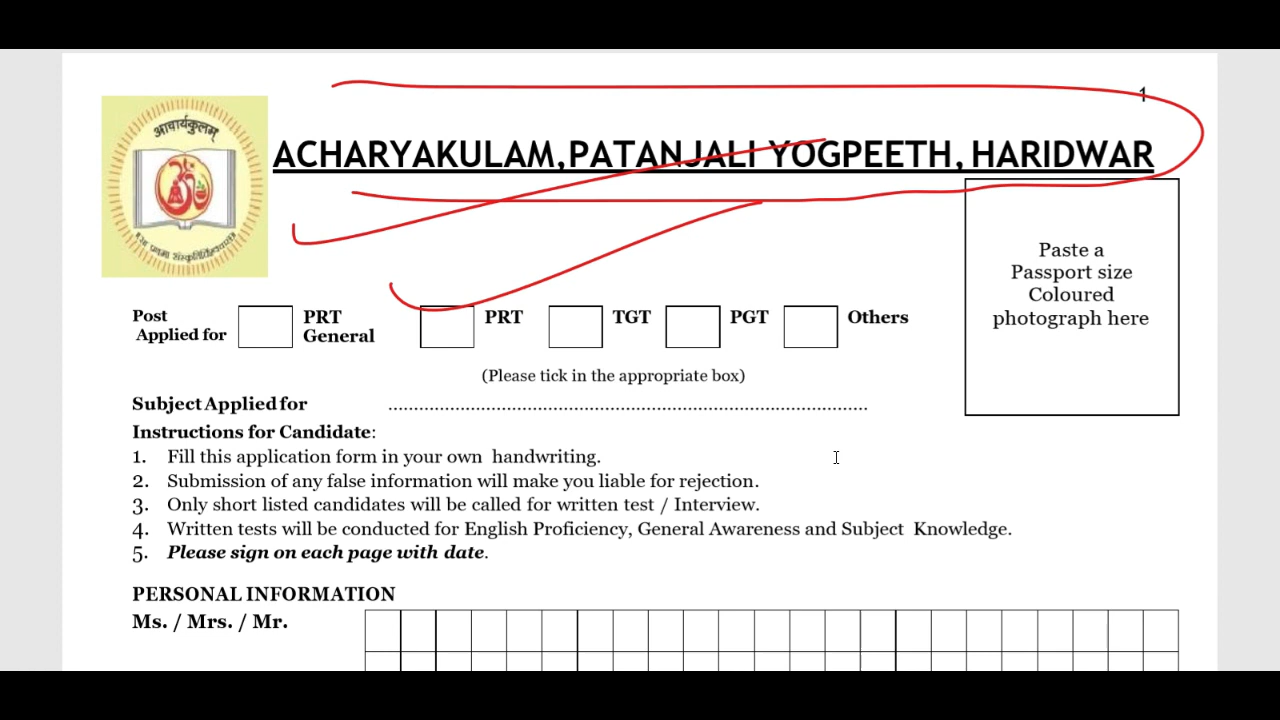 1
आचार्यकुलम्
ACHARYAKULAM,PATANJALI YOGPEETH, HARIDWAR
Paste a
Passport size
Coloured
photograph here
Post Applied for
PRT General
PRT
TGT
PGT
Others
(Please tick in the appropriate box)
Subject Applied for ................................................................................................
Instructions for Candidate:
1. Fill this application form in your own handwriting.
2. Submission of any false information will make you liable for rejection.
3. Only short listed candidates will be called for written test / Interview.
4. Written tests will be conducted for English Proficiency, General Awareness and Subject Knowledge.
5. Please sign on each page with date.
PERSONAL INFORMATION
Ms. / Mrs. / Mr.